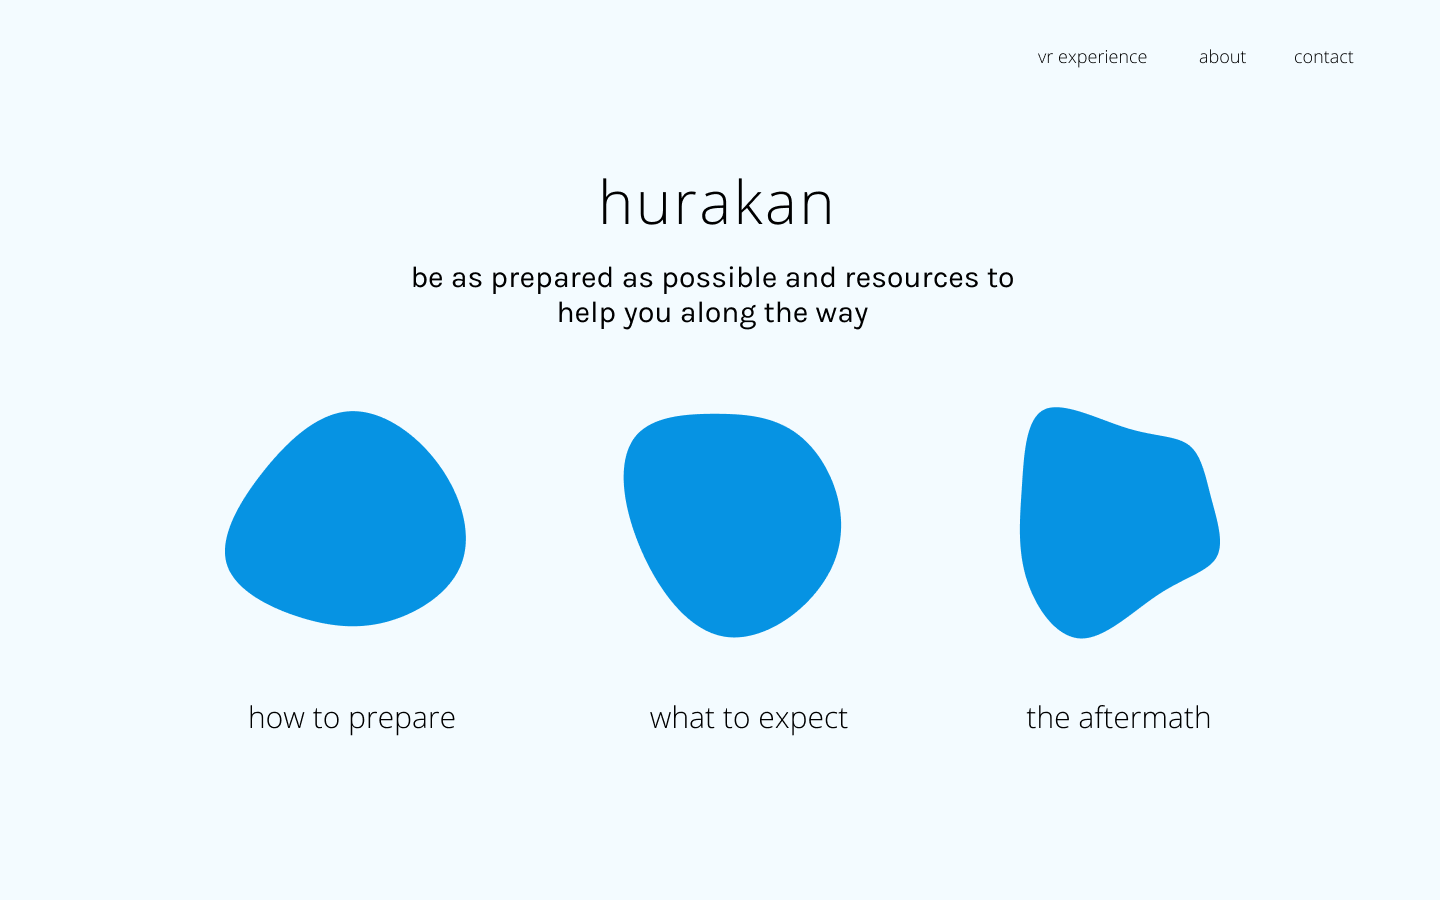 vr experience about contact
hurakan
be as prepared as possible and resources to
help you along the way
how to prepare what to expect the aftermath